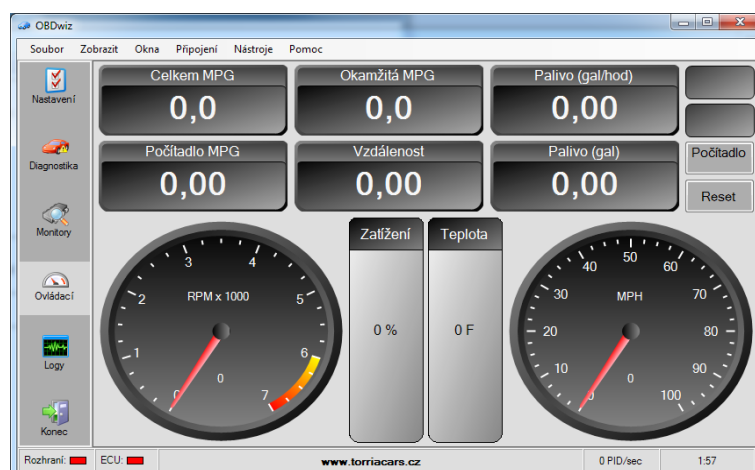 OBDwiz
Soubor Zobrazit Okna Připojení Nástroje Pomoc
Nastavení
Diagnostika
Monitory
Ovládací
Logy
Konec
Celkem MPG
0,0
Okamžitá MPG
0,0
Palivo (gal/hod)
0,00
Počítadlo MPG
0,00
Vzdálenost
0,00
Palivo (gal)
0,00
Počítadlo
Reset
0 1 2 3 4 5 6 7
RPM x 1000
0
Zatížení
0 %
Teplota
0 F
0 10 20 30 40 50 60 70 80 90 100
MPH
0
Rozhraní: ECU: www.torriacars.cz 0 PID/sec 1:57